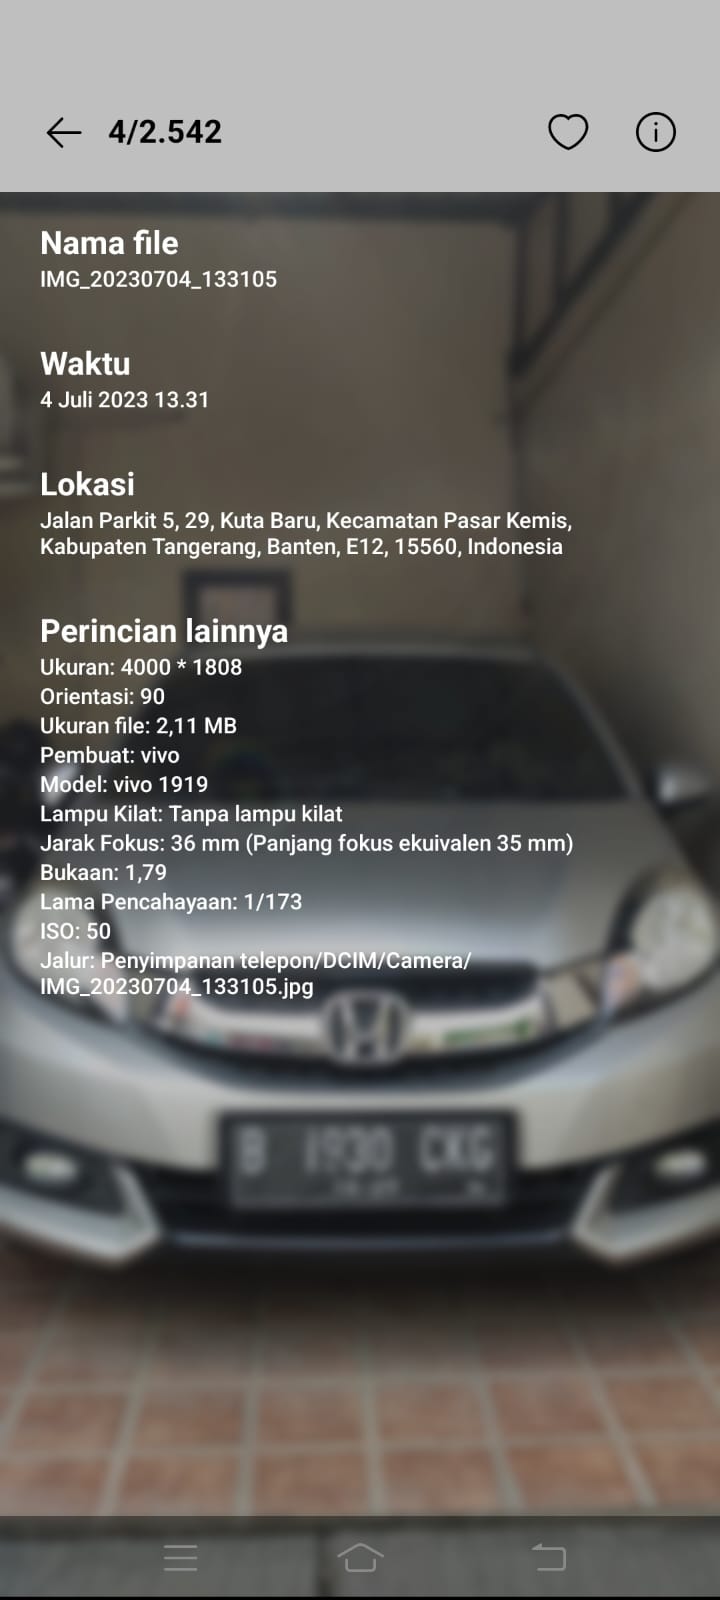 4/2.542
Nama file
IMG_20230704_133105
Waktu
4 Juli 2023 13.31
Lokasi
Jalan Parkit 5, 29, Kuta Baru, Kecamatan Pasar Kemis,
Kabupaten Tangerang, Banten, E12, 15560, Indonesia
Perincian lainnya
Ukuran: 4000 * 1808
Orientasi: 90
Ukuran file: 2,11 MB
Pembuat: vivo
Model: vivo 1919
Lampu Kilat: Tanpa lampu kilat
Jarak Fokus: 36 mm (Panjang fokus ekuivalen 35 mm)
Bukaan: 1,79
Lama Pencahayaan: 1/173
ISO: 50
Jalur: Penyimpanan telepon/DCIM/Camera/
IMG_20230704_133105.jpg
B 1930 CKG